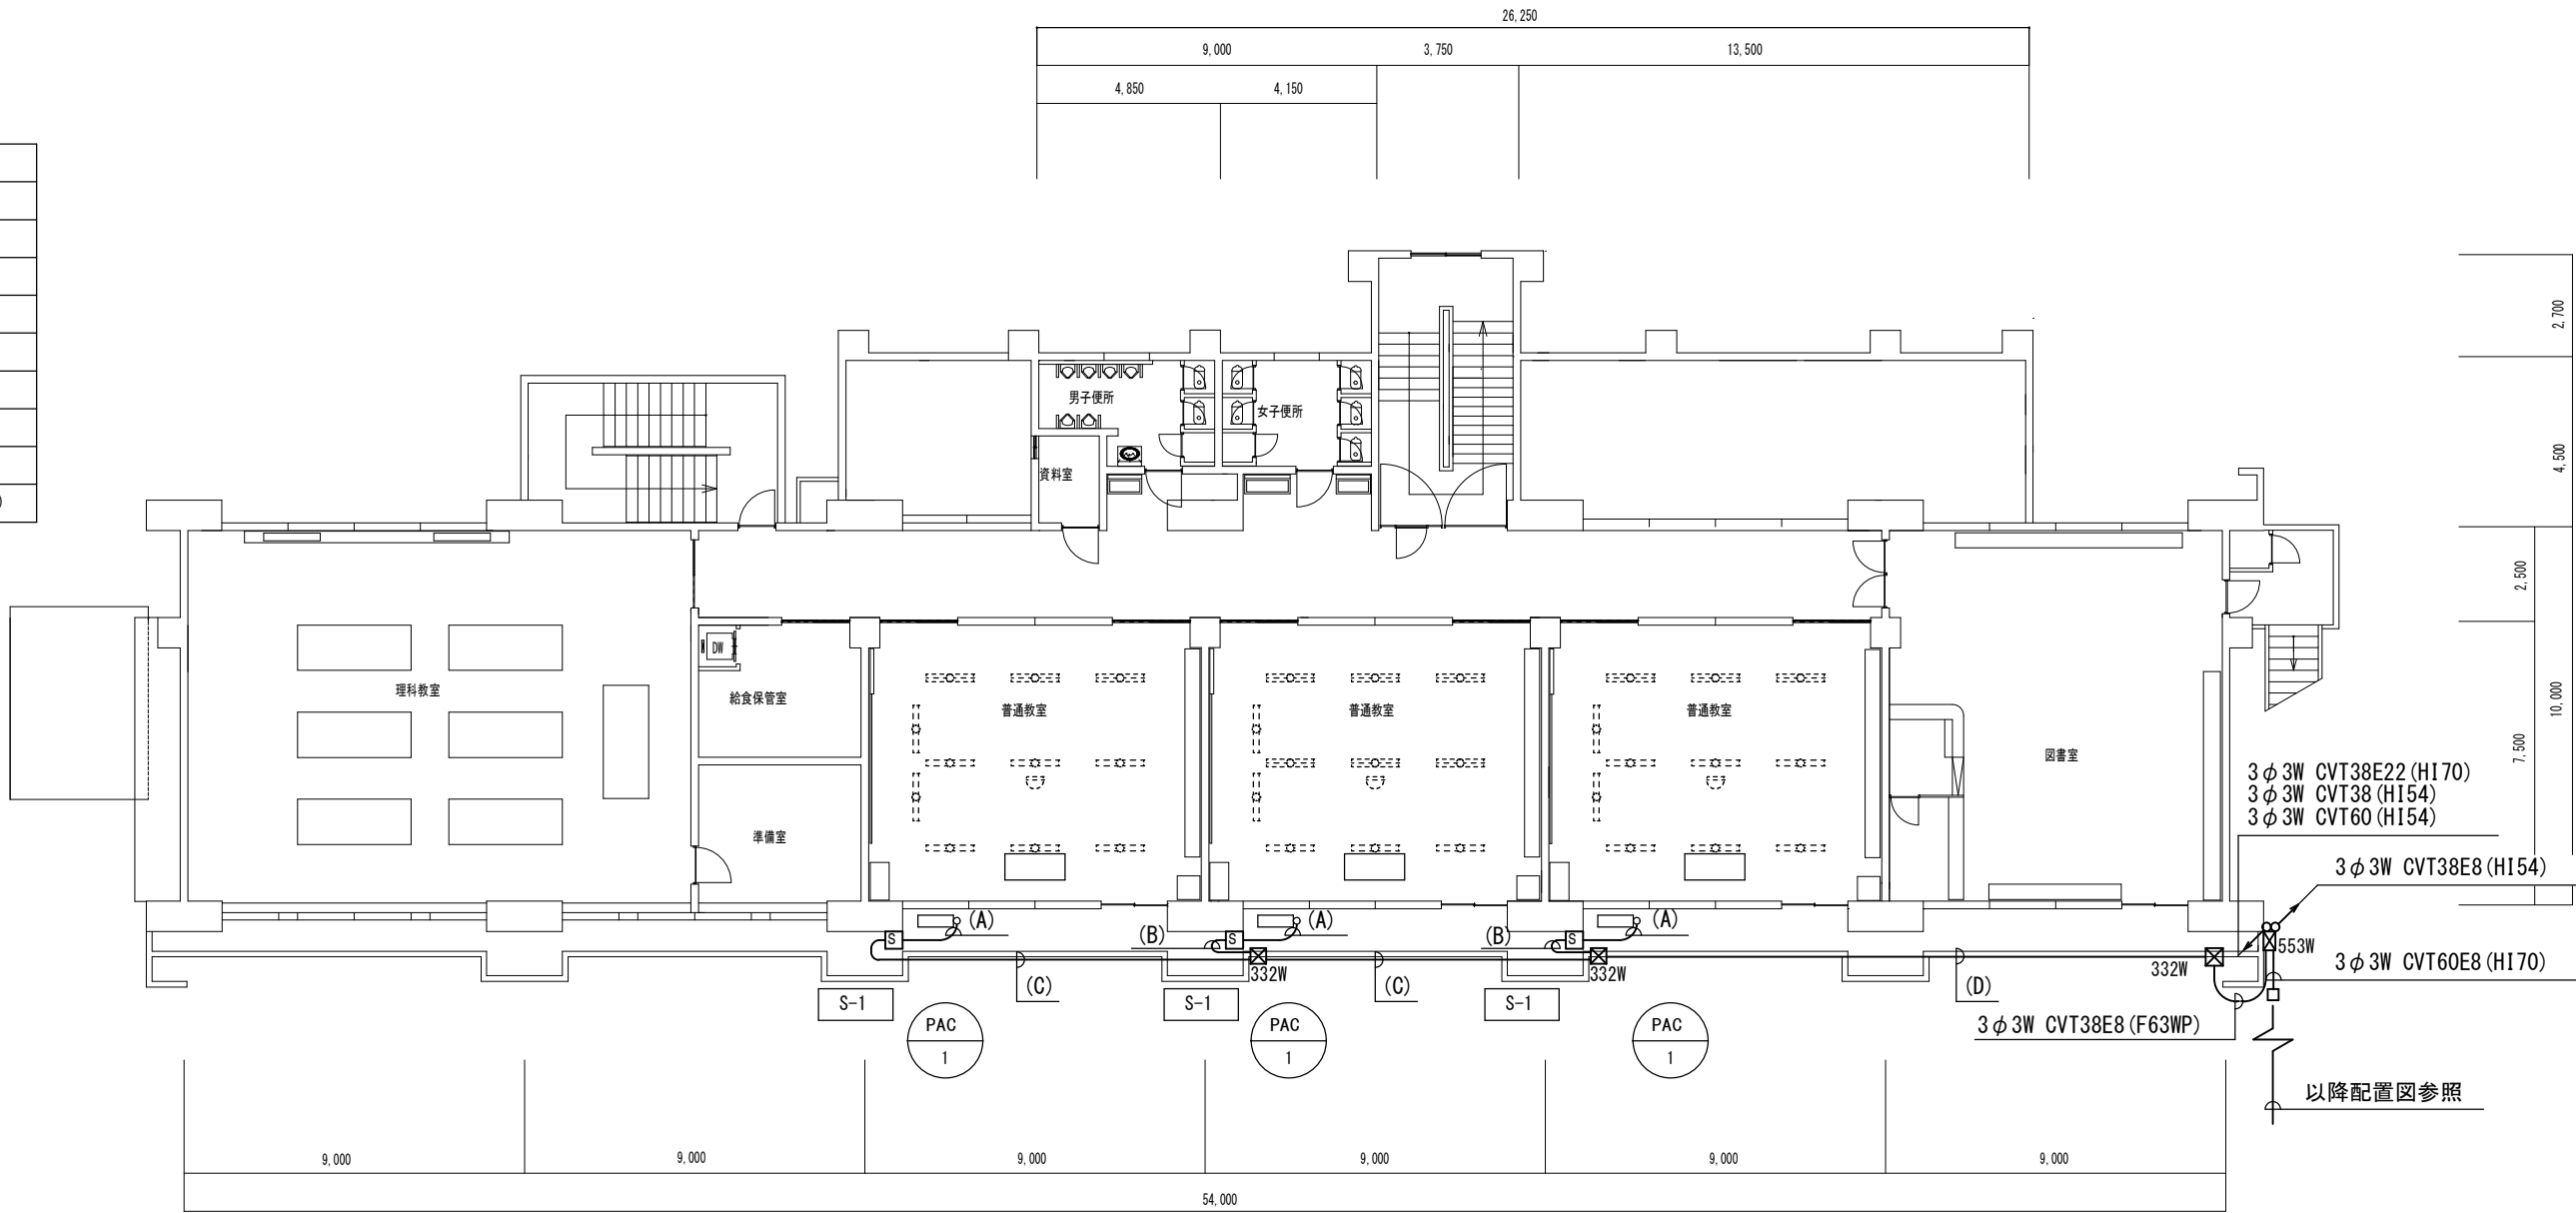 26,250
9,000
3,750
13,500
4,850
4,150
2,700
4,500
2,500
10,000
7,500
男子便所
女子便所
資料室
DW
理科教室
給食保管室
準備室
普通教室
普通教室
普通教室
図書室
3φ3W CVT38E22(HI70)
3φ3W CVT38(HI54)
3φ3W CVT60(HI54)
3φ3W CVT38E8(HI54)
553W
3φ3W CVT60E8(HI70)
(A)
(A)
(A)
S
(B)
S
(B)
S
332W
332W
332W
(C)
(C)
(D)
S-1
S-1
S-1
PAC
1
PAC
1
PAC
1
3φ3W CVT38E8(F63WP)
以降配置図参照
9,000
9,000
9,000
9,000
9,000
9,000
54,000
)